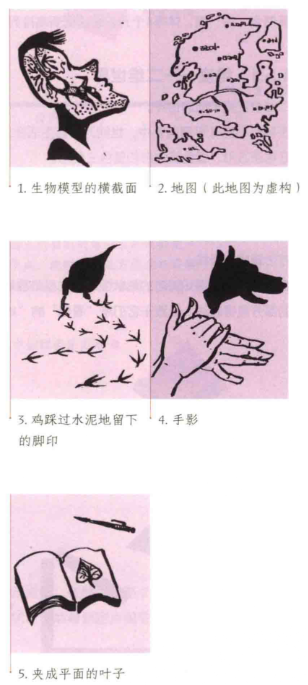 1. 生物模型的横截面
2. 地图（此地图为虚构）
3. 鸡踩过水泥地留下
的脚印
4. 手影
5. 夹成平面的叶子